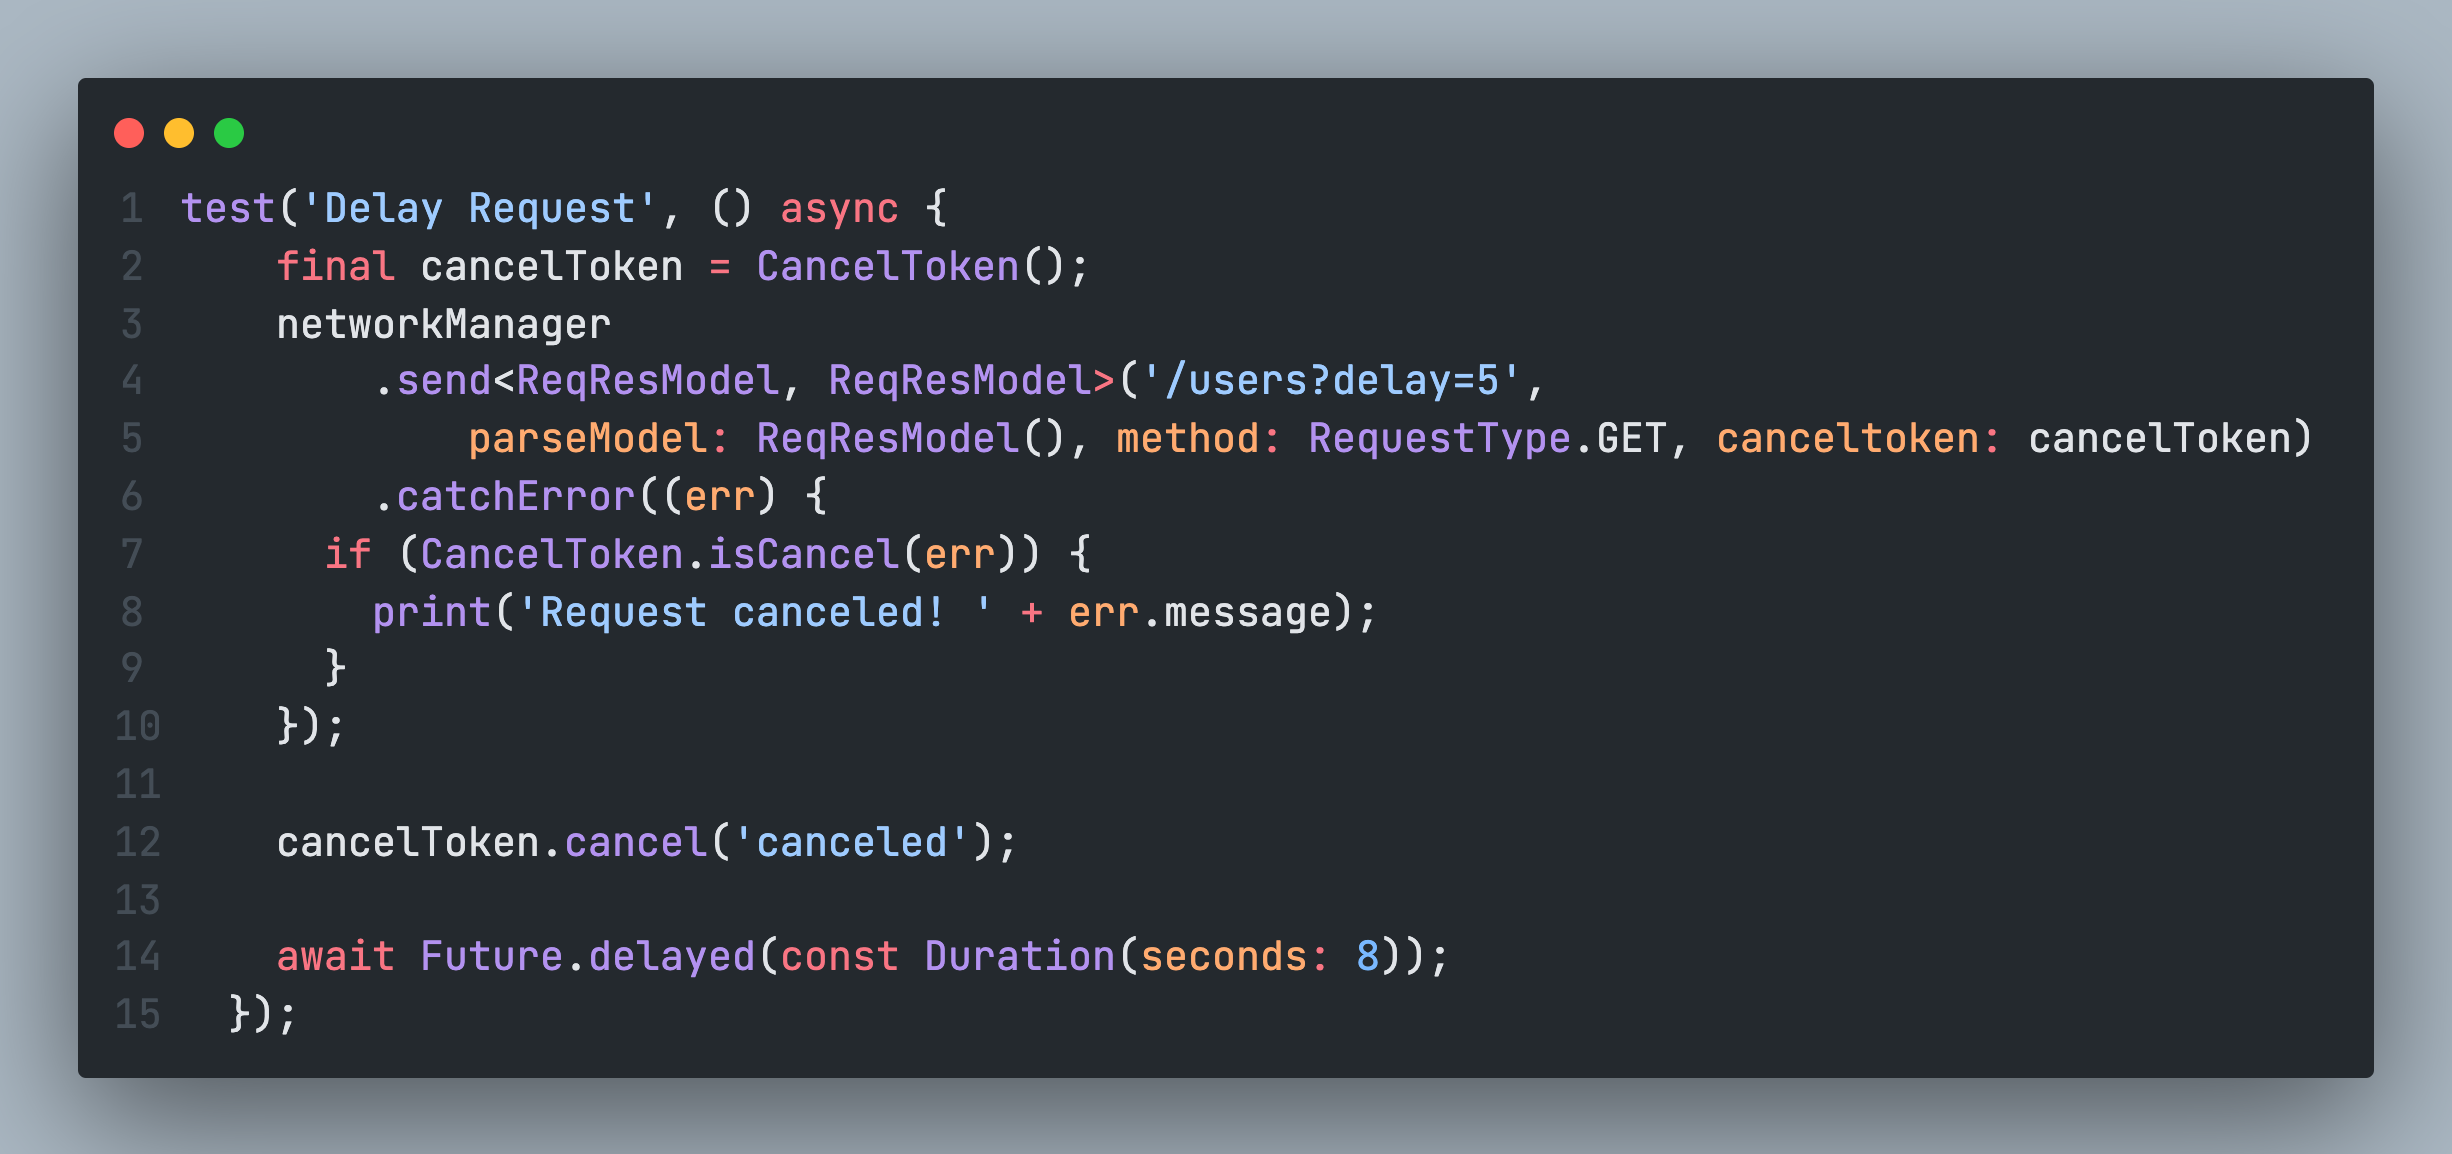 1 test('Delay Request', () async {
2     final cancelToken = CancelToken();
3     networkManager
4         .send<ReqResModel, ReqResModel>('/users?delay=5',
5             parseModel: ReqResModel(), method: RequestType.GET, canceltoken: cancelToken)
6         .catchError((err) {
7       if (CancelToken.isCancel(err)) {
8         print('Request canceled! ' + err.message);
9       }
10     });
11
12     cancelToken.cancel('canceled');
13
14     await Future.delayed(const Duration(seconds: 8));
15   });